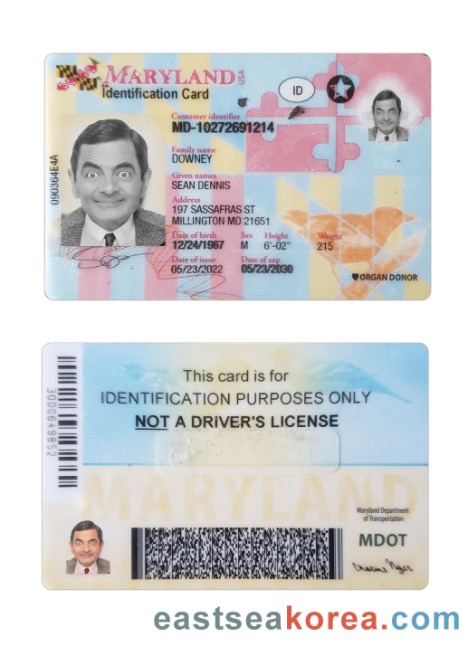 MARYLAND USA
Identification Card
ID
Customer identifier
MD-10272691214
Family name
DOWNEY
Given names
SEAN DENNIS
Address
197 SASSAFRAS ST
MILLINGTON MD 21651
Date of birth Sex Height Weight
12/24/1967 M 6'-02" 215
Date of issue Date of exp
05/23/2022 05/23/2030
ORGAN DONOR
090364E4A
This card is for
IDENTIFICATION PURPOSES ONLY
NOT A DRIVER'S LICENSE
3000649852
MARYLAND
Maryland Department
of Transportation
MDOT
eastseakorea.com